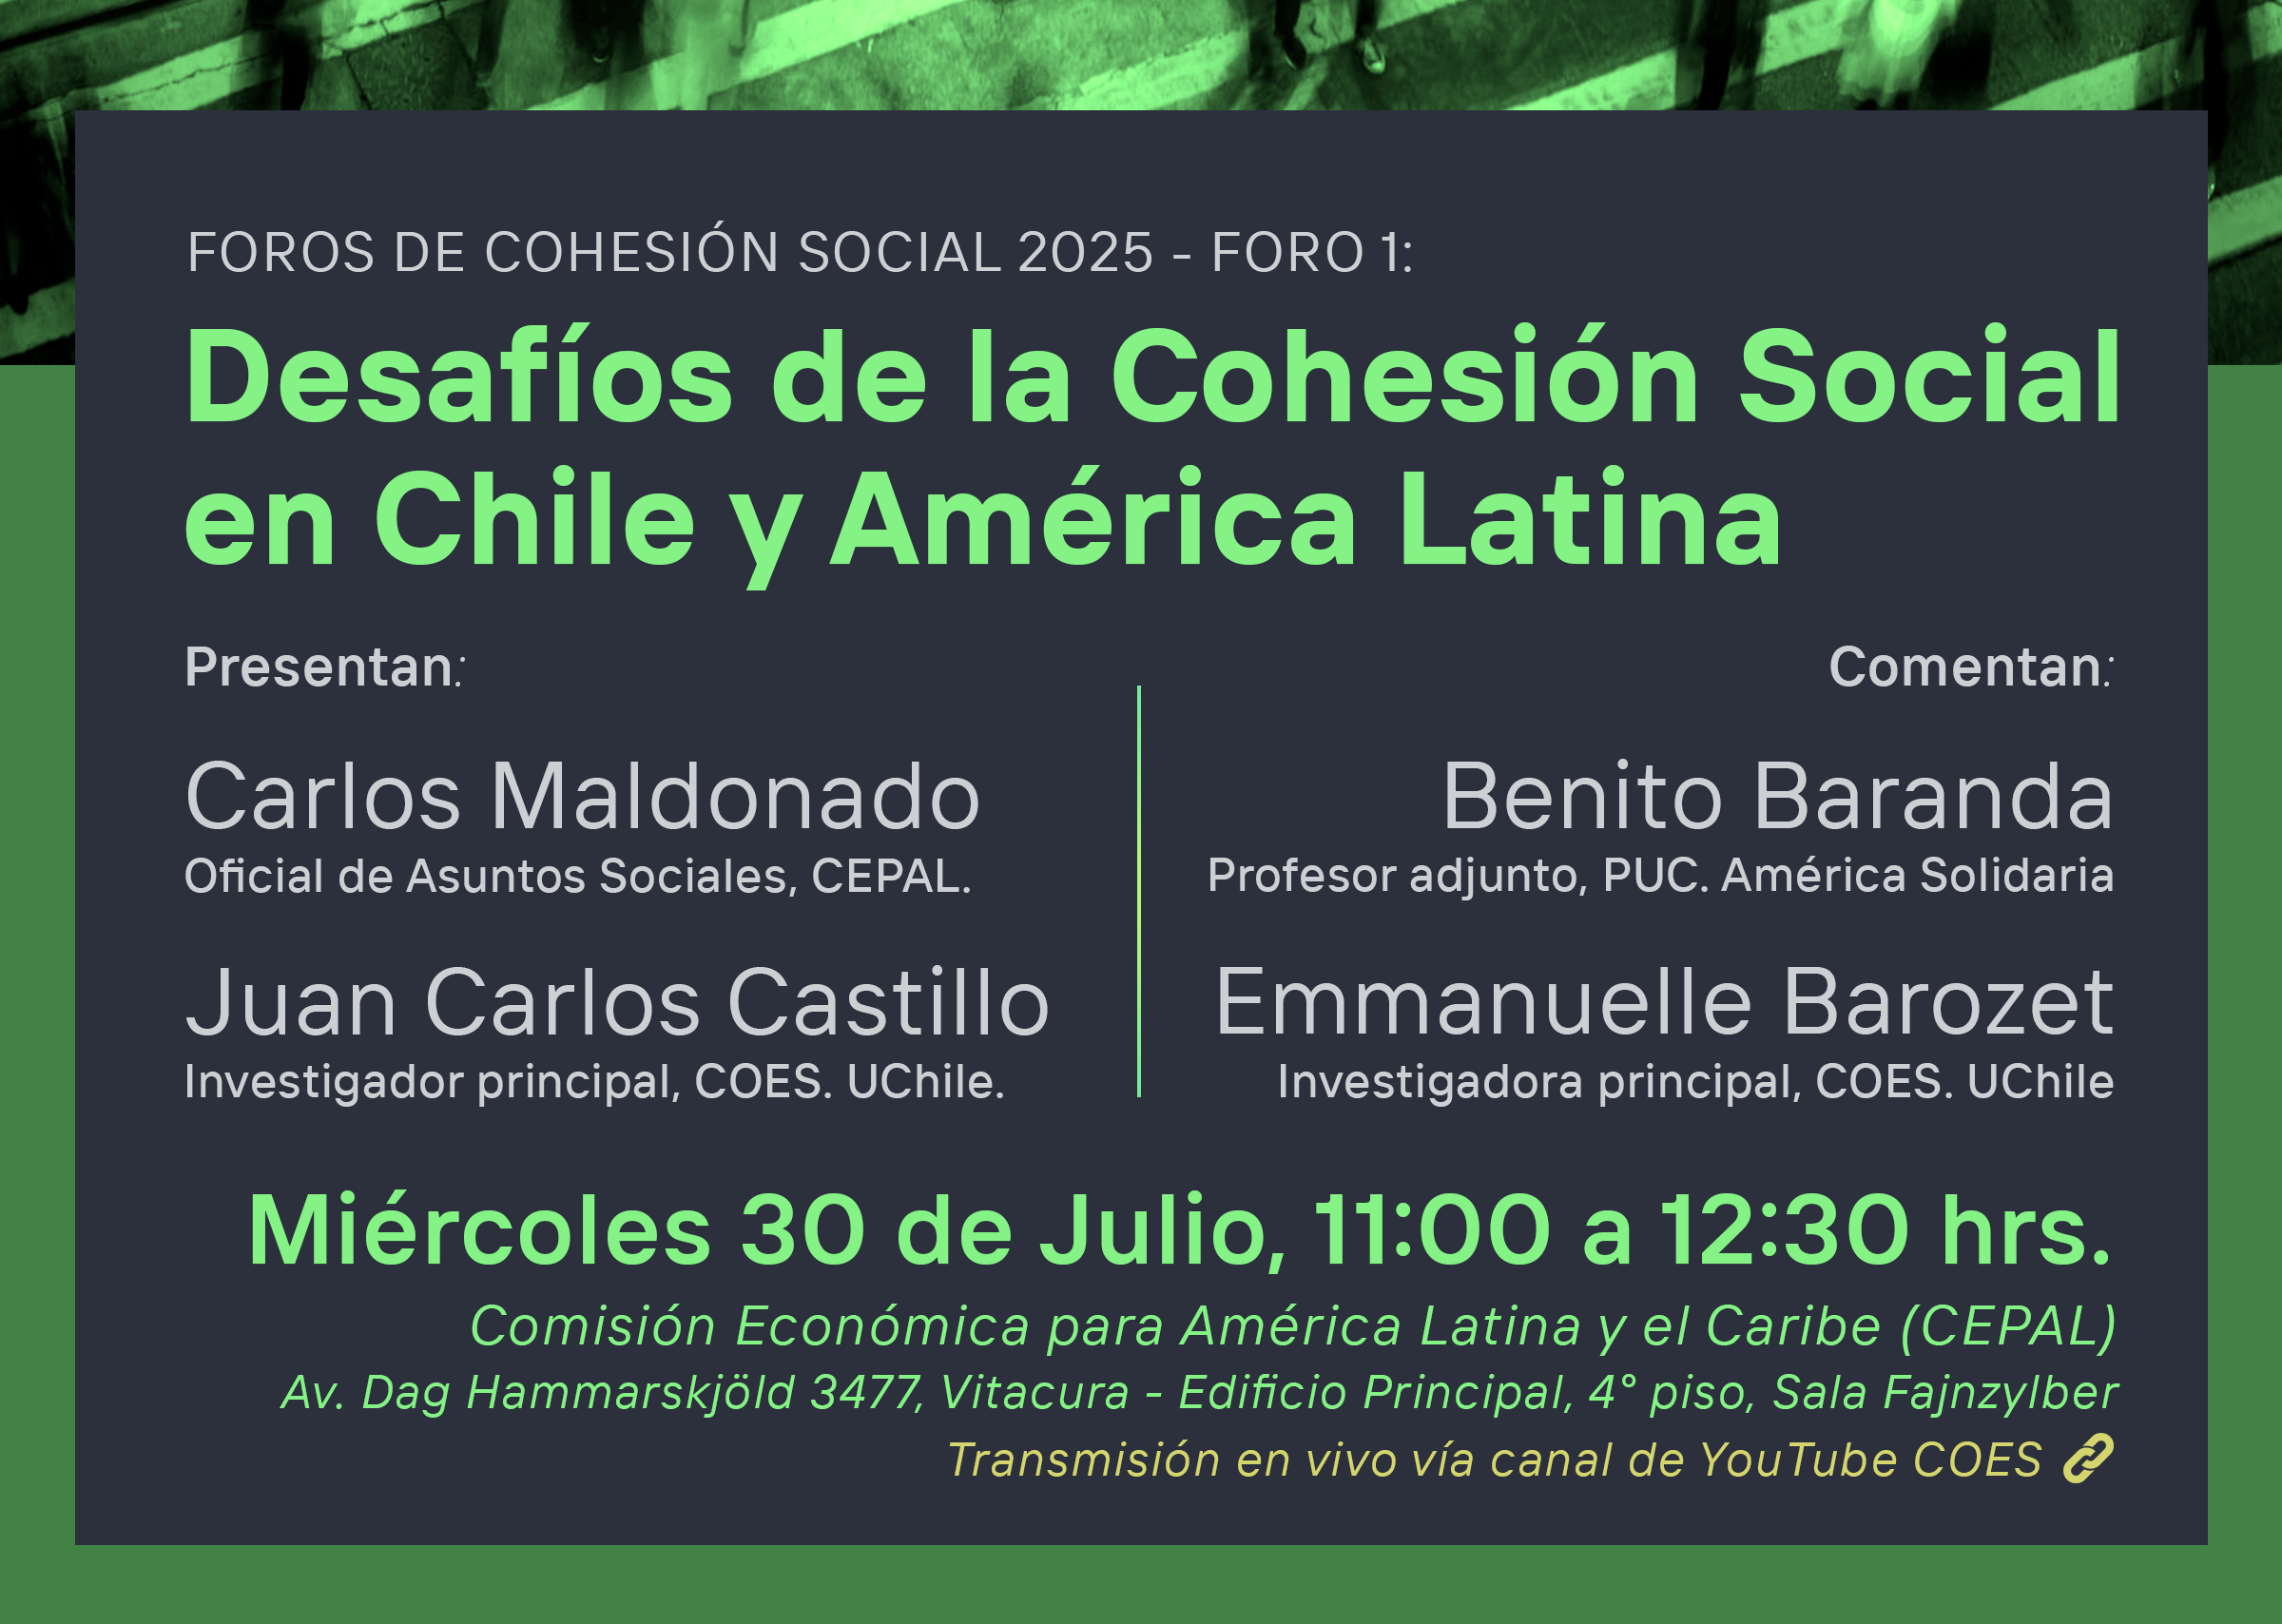 FOROS DE COHESIÓN SOCIAL 2025 - FORO 1:
Desafíos de la Cohesión Social
en Chile y América Latina
Presentan:
Carlos Maldonado
Oficial de Asuntos Sociales, CEPAL.
Juan Carlos Castillo
Investigador principal, COES. UChile.
Comentan:
Benito Baranda
Profesor adjunto, PUC. América Solidaria
Emmanuelle Barozet
Investigadora principal, COES. UChile
Miércoles 30 de Julio, 11:00 a 12:30 hrs.
Comisión Económica para América Latina y el Caribe (CEPAL)
Av. Dag Hammarskjöld 3477, Vitacura - Edificio Principal, 4° piso, Sala Fajnzylber
Transmisión en vivo vía canal de YouTube COES